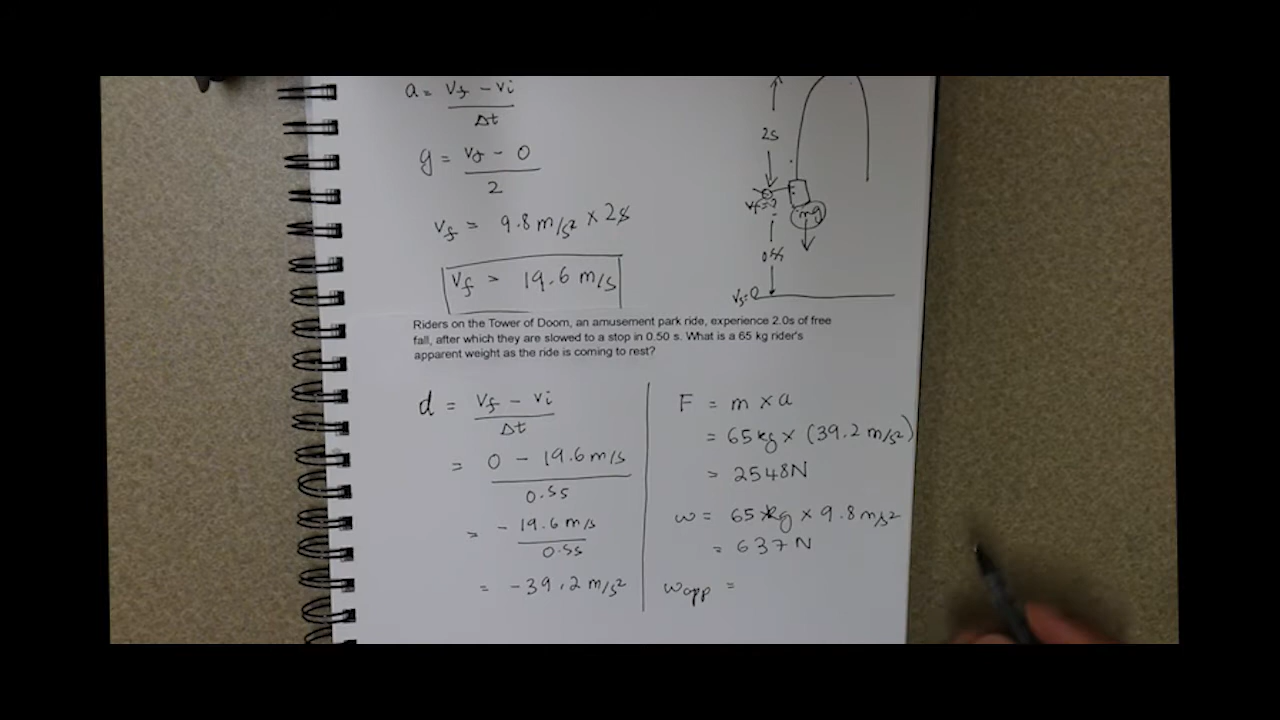 a = Vf - Vi
Δt
g = Vf - 0
2
Vf = 9.8 m/s² × 2s
Vf = 19.6 m/s
2s
Vf = ?
mg
0.5s
Vf = 0
Riders on the Tower of Doom, an amusement park ride, experience 2.0s of free
fall, after which they are slowed to a stop in 0.50 s. What is a 65 kg rider's
apparent weight as the ride is coming to rest?
d = Vf - Vi
Δt
= 0 - 19.6 m/s
0.5s
= - 19.6 m/s
0.5s
= -39.2 m/s²
F = m × a
= 65 kg × (39.2 m/s²)
= 2548N
w = 65 kg × 9.8 m/s²
= 637 N
wapp =